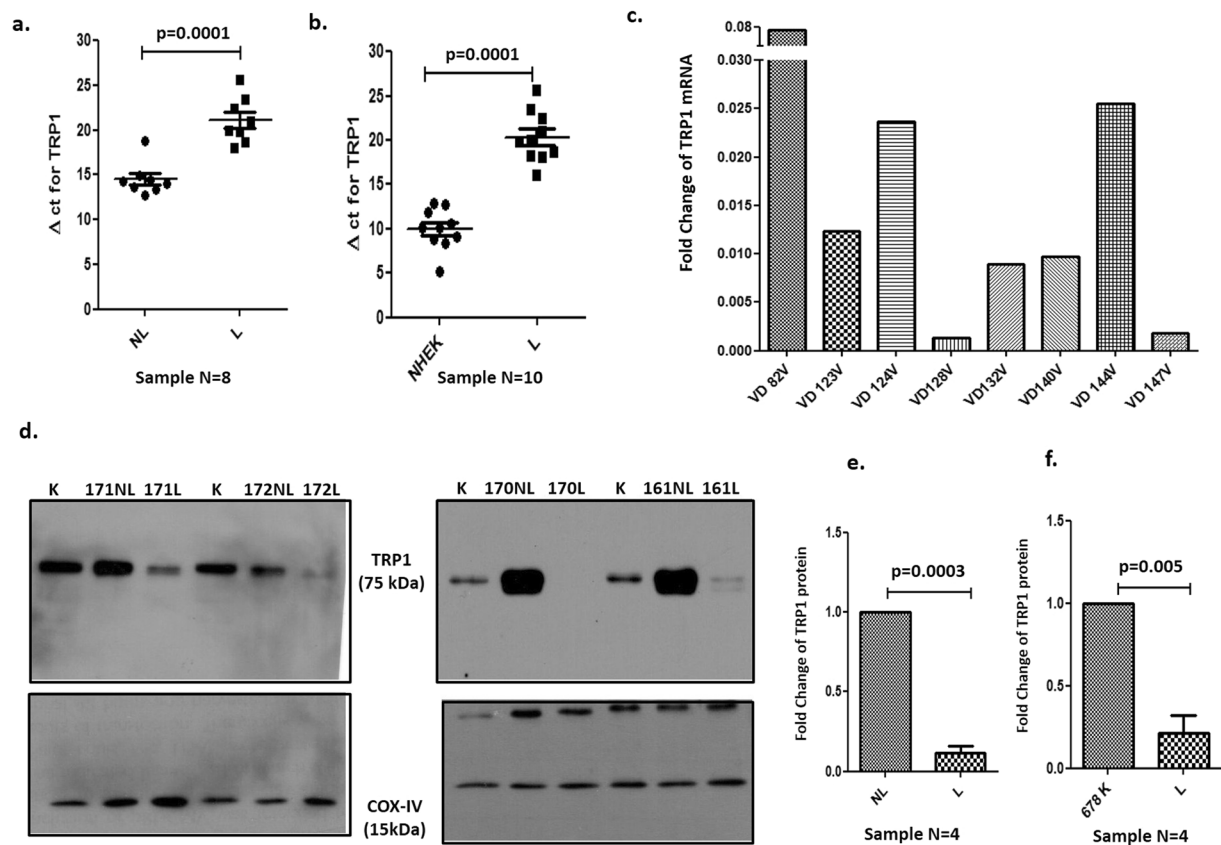 a.
p=0.0001
Δ ct for TRP1
30
25
20
15
10
5
0
NL
L
Sample N=8
b.
p=0.0001
Δ ct for TRP1
30
25
20
15
10
5
0
NHEK
L
Sample N=10
c.
Fold Change of TRP1 mRNA
0.08
0.030
0.025
0.020
0.015
0.010
0.005
0.000
VD 82V
VD 123V
VD 124V
VD128V
VD132V
VD140V
VD 144V
VD 147V
d.
K 171NL 171L K 172NL 172L
K 170NL 170L K 161NL 161L
TRP1
(75 kDa)
COX-IV
(15kDa)
e.
Fold Change of TRP1 protein
1.5
1.0
0.5
0.0
p=0.0003
NL
L
Sample N=4
f.
Fold Change of TRP1 protein
1.5
1.0
0.5
0.0
p=0.005
678 K
L
Sample N=4